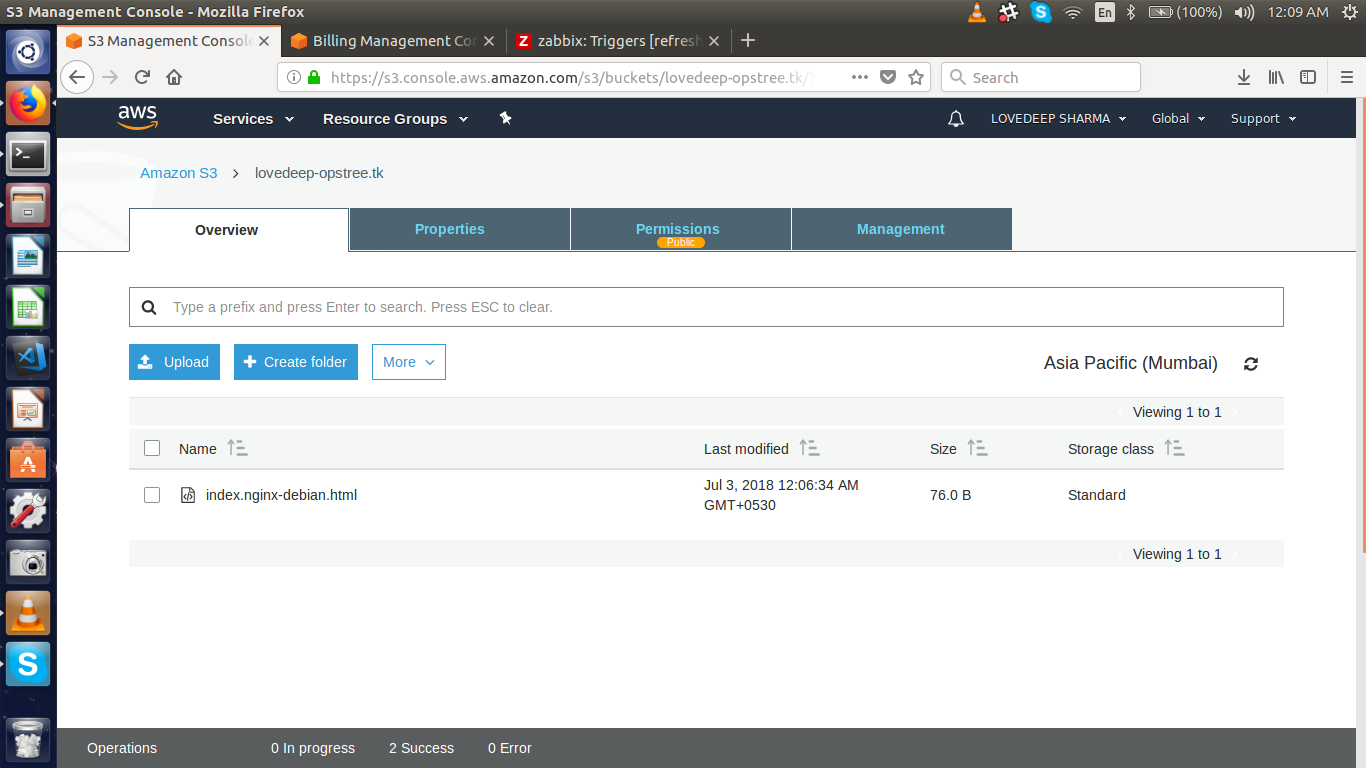 S3 Management Console - Mozilla Firefox
En
(100%)
12:09 AM
S3 Management Console
Billing Management Con
zabbix: Triggers [refresh
https://s3.console.aws.amazon.com/s3/buckets/lovedeep-opstree.tk/
Search
aws
Services
Resource Groups
LOVEDEEP SHARMA
Global
Support
Amazon S3
lovedeep-opstree.tk
Overview
Properties
Permissions
Public
Management
Type a prefix and press Enter to search. Press ESC to clear.
Upload
Create folder
More
Asia Pacific (Mumbai)
Viewing 1 to 1
Name
Last modified
Size
Storage class
index.nginx-debian.html
Jul 3, 2018 12:06:34 AM
GMT+0530
76.0 B
Standard
Viewing 1 to 1
Operations
0 In progress
2 Success
0 Error